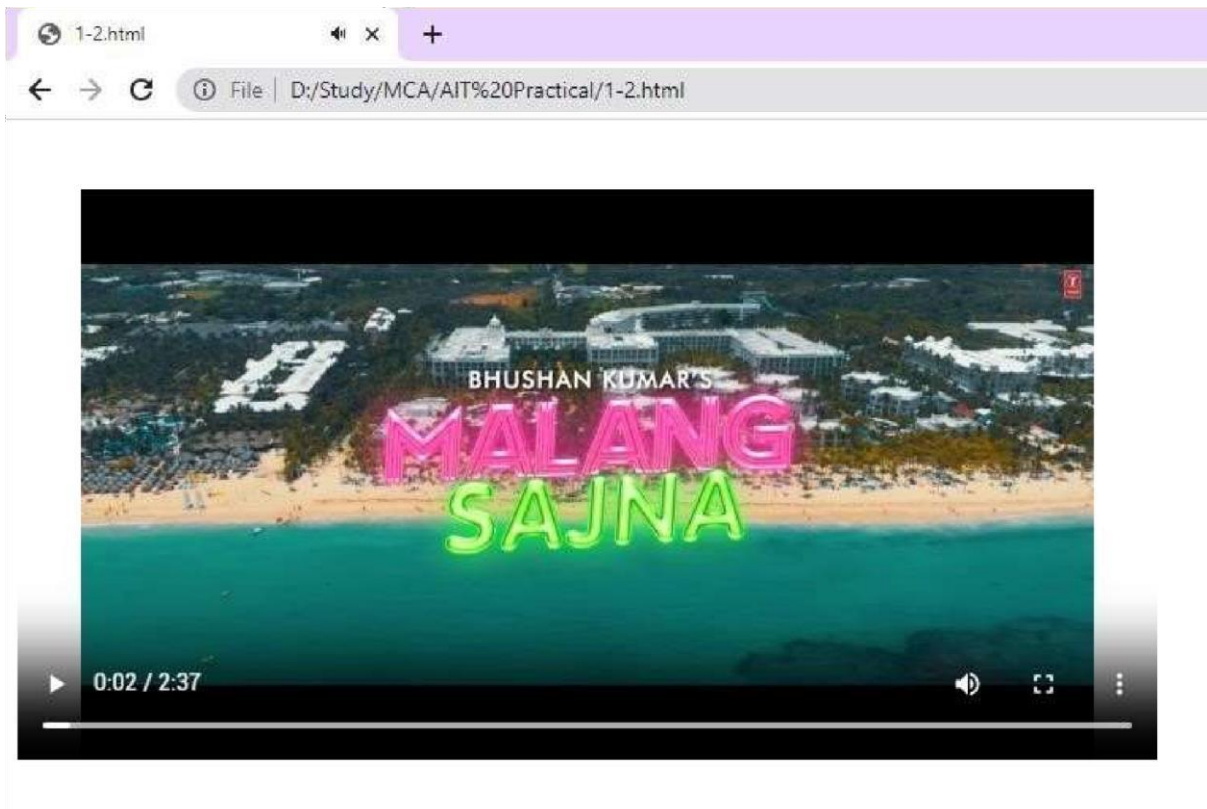 1-2.html
File | D:/Study/MCA/AIT%20Practical/1-2.html
BHUSHAN KUMAR'S
MALANG
SAJNA
0:02 / 2:37